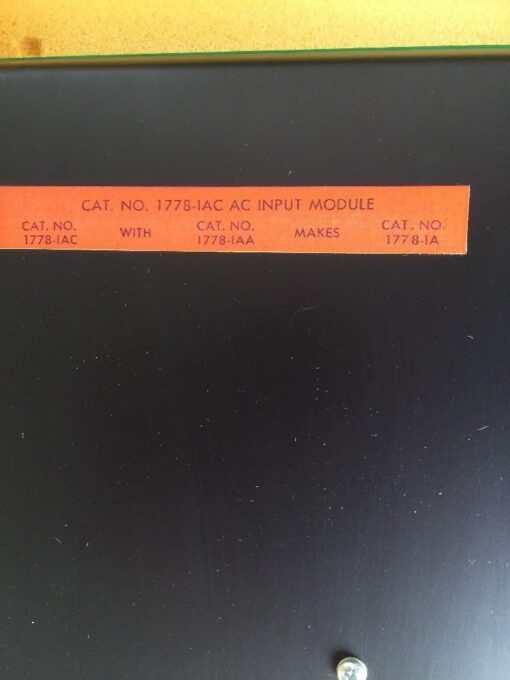 CAT. NO. 1778-IAC AC INPUT MODULE
CAT. NO. CAT. NO. CAT. NO.
1778-IAC WITH 1778-IAA MAKES 1778-IA